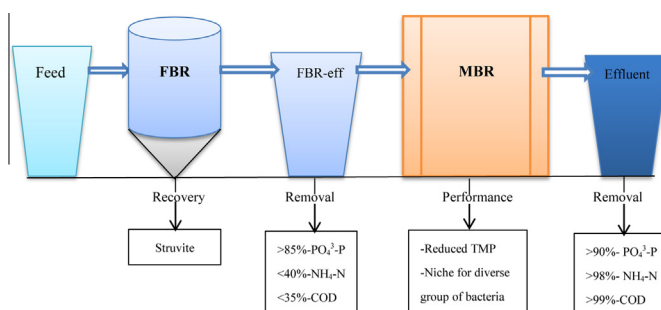 Feed
FBR
FBR-eff
MBR
Effluent
Recovery
Removal
Performance
Removal
Struvite
>85%-PO₄³-P
<40%-NH₄-N
<35%-COD
-Reduced TMP
-Niche for diverse
group of bacteria
>90%- PO₄³-P
>98%- NH₄-N
>99%- COD